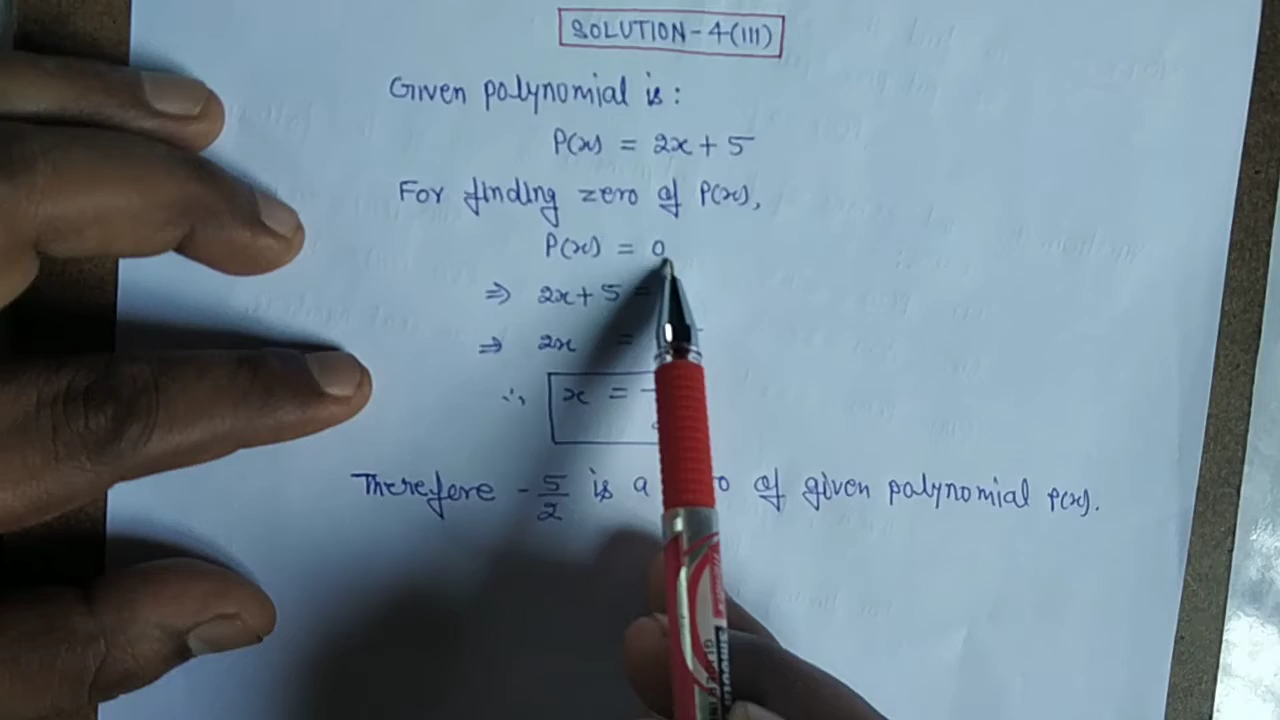 SOLUTION-4(III)
Given polynomial is:
P(x) = 2x + 5
For finding zero of P(x),
P(x) = 0
⇒ 2x + 5 =
⇒ 2x =
∴ x =
Therefore - 5/2 is a of given polynomial P(x).